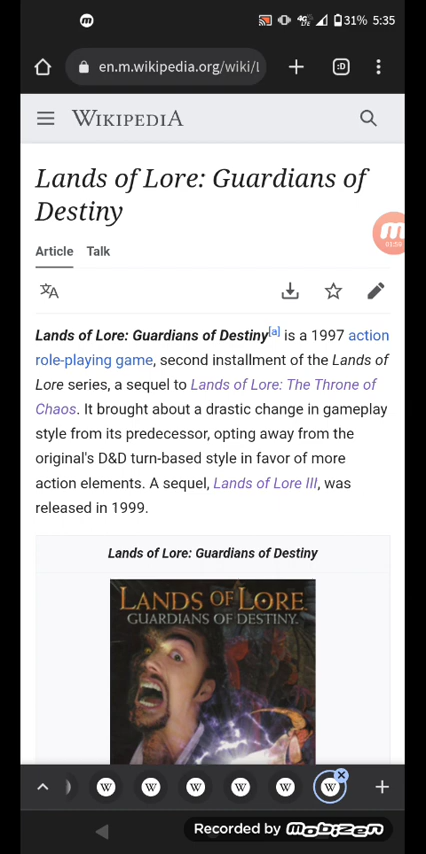 31% 5:35
en.m.wikipedia.org/wiki/L
:D
WIKIPEDIA
Lands of Lore: Guardians of
Destiny
01:56
Article Talk
Lands of Lore: Guardians of Destiny[a] is a 1997 action
role-playing game, second installment of the Lands of
Lore series, a sequel to Lands of Lore: The Throne of
Chaos. It brought about a drastic change in gameplay
style from its predecessor, opting away from the
original's D&D turn-based style in favor of more
action elements. A sequel, Lands of Lore III, was
released in 1999.
Lands of Lore: Guardians of Destiny
LANDS OF LORE
GUARDIANS OF DESTINY.
W W W W W W
Recorded by mobizen